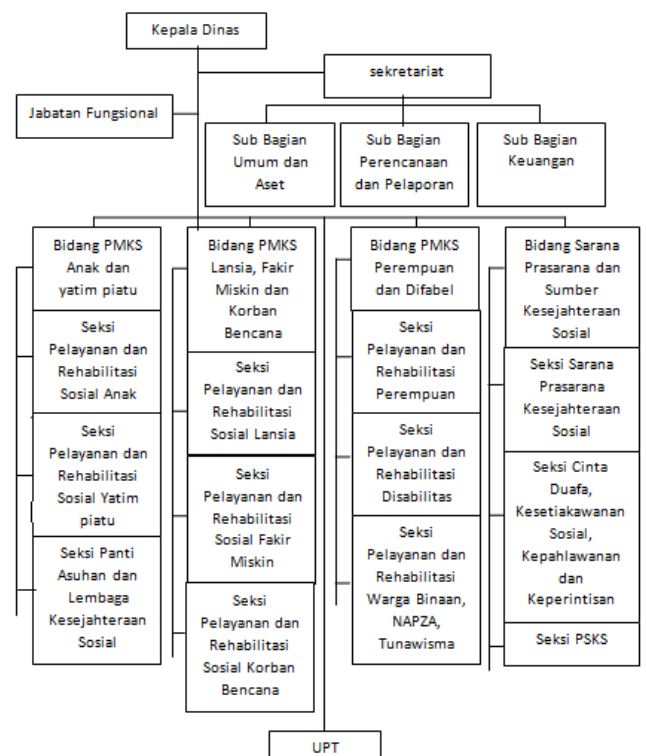 Kepala Dinas
sekretariat
Jabatan Fungsional
Sub Bagian
Umum dan
Aset
Sub Bagian
Perencanaan
dan Pelaporan
Sub Bagian
Keuangan
Bidang PMKS
Anak dan
yatim piatu
Seksi
Pelayanan dan
Rehabilitasi
Sosial Anak
Seksi
Pelayanan dan
Rehabilitasi
Sosial Yatim
piatu
Seksi Panti
Asuhan dan
Lembaga
Kesejahteraan
Sosial
Bidang PMKS
Lansia, Fakir
Miskin dan
Korban
Bencana
Seksi
Pelayanan dan
Rehabilitasi
Sosial Lansia
Seksi
Pelayanan dan
Rehabilitasi
Sosial Fakir
Miskin
Seksi
Pelayanan dan
Rehabilitasi
Sosial Korban
Bencana
Bidang PMKS
Perempuan
dan Difabel
Seksi
Pelayanan dan
Rehabilitasi
Perempuan
Seksi
Pelayanan dan
Rehabilitasi
Disabilitas
Seksi
Pelayanan dan
Rehabilitasi
Warga Binaan,
NAPZA,
Tunawisma
Bidang Sarana
Prasarana dan
Sumber
Kesejahteraan
Sosial
Seksi Sarana
Prasarana
Kesejahteraan
Sosial
Seksi Cinta
Duafa,
Kesetiakawanan
Sosial,
Kepahlawanan
dan
Keperintisan
Seksi PSKS
UPT